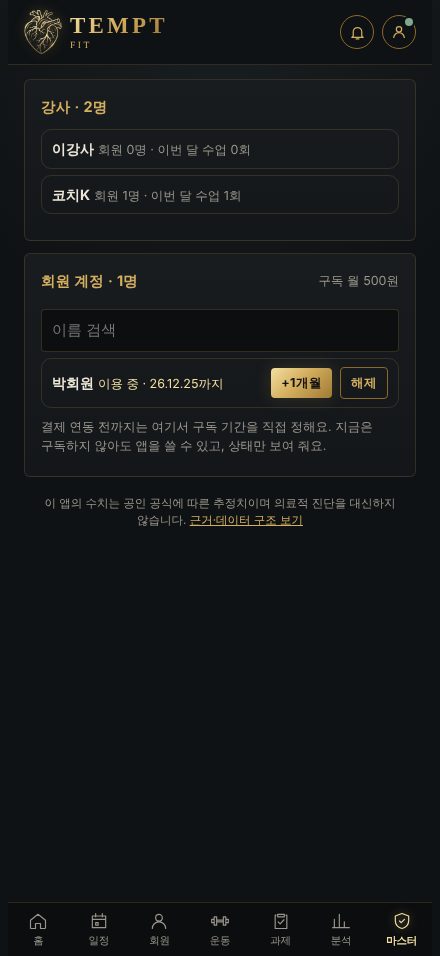 TEMPT
FIT
강사 · 2명
이강사 회원 0명 · 이번 달 수업 0회
코치K 회원 1명 · 이번 달 수업 1회
회원 계정 · 1명
구독 월 500원
이름 검색
박회원 이용 중 · 26.12.25까지
+1개월
해제
결제 연동 전까지는 여기서 구독 기간을 직접 정해요. 지금은
구독하지 않아도 앱을 쓸 수 있고, 상태만 보여 줘요.
이 앱의 수치는 공인 공식에 따른 추정치이며 의료적 진단을 대신하지
않습니다. 근거·데이터 구조 보기
홈
일정
회원
운동
과제
분석
마스터